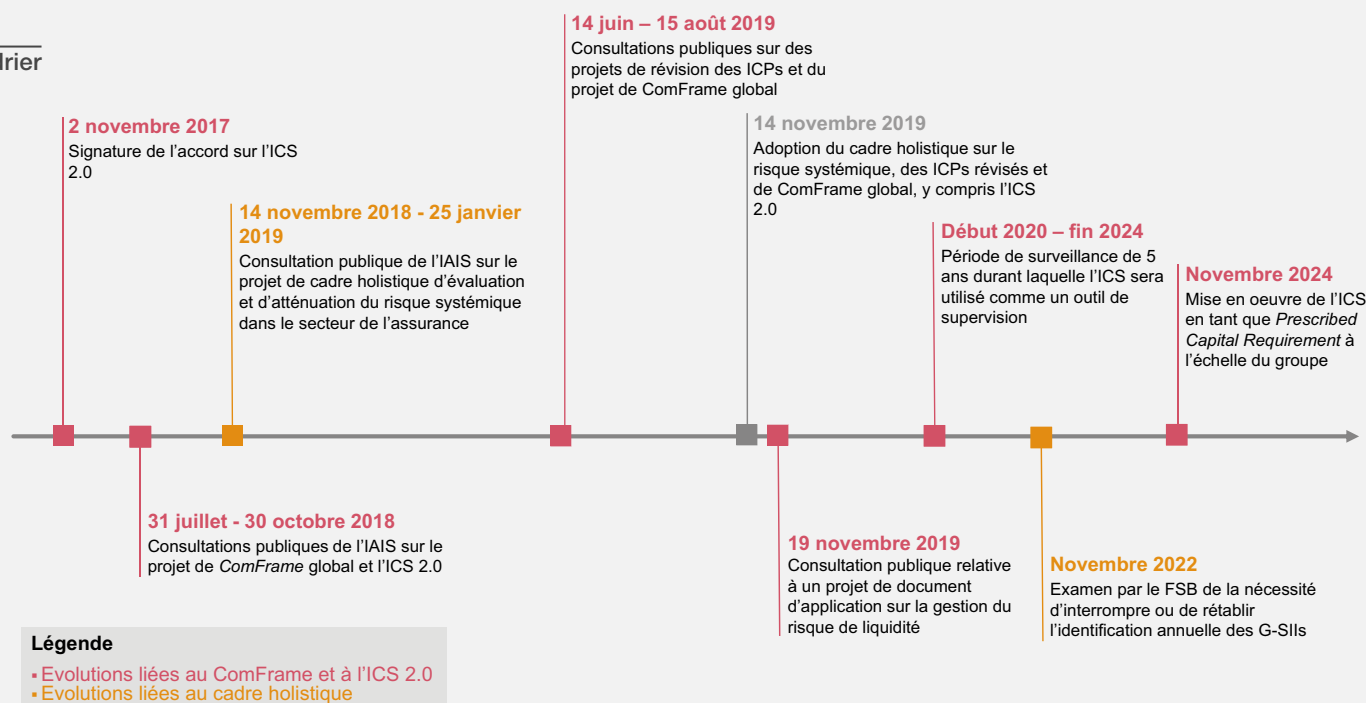 14 juin – 15 août 2019
Consultations publiques sur des
projets de révision des ICPs et du
projet de ComFrame global
2 novembre 2017
Signature de l'accord sur l'ICS
2.0
14 novembre 2019
Adoption du cadre holistique sur le
risque systémique, des ICPs révisés et
de ComFrame global, y compris l'ICS
2.0
14 novembre 2018 - 25 janvier
2019
Consultation publique de l'IAIS sur le
projet de cadre holistique d'évaluation
et d'atténuation du risque systémique
dans le secteur de l'assurance
Début 2020 – fin 2024
Période de surveillance de 5
ans durant laquelle l'ICS sera
utilisé comme un outil de
supervision
Novembre 2024
Mise en oeuvre de l'ICS
en tant que Prescribed
Capital Requirement à
l'échelle du groupe
31 juillet - 30 octobre 2018
Consultations publiques de l'IAIS sur le
projet de ComFrame global et l'ICS 2.0
19 novembre 2019
Consultation publique relative
à un projet de document
d'application sur la gestion du
risque de liquidité
Novembre 2022
Examen par le FSB de la nécessité
d'interrompre ou de rétablir
l'identification annuelle des G-SIIs
Légende
▪ Evolutions liées au ComFrame et à l'ICS 2.0
▪ Evolutions liées au cadre holistique